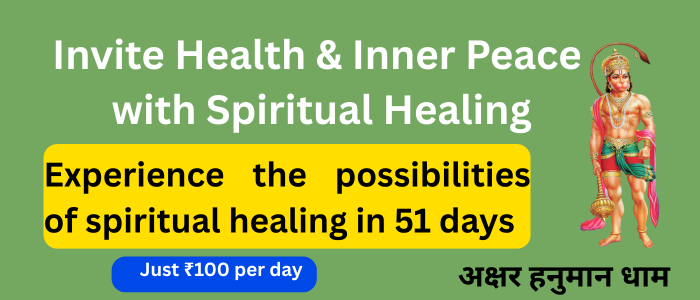 Invite Health & Inner Peace
with Spiritual Healing
Experience the possibilities
of spiritual healing in 51 days
Just ₹100 per day
अक्षर हनुमान धाम